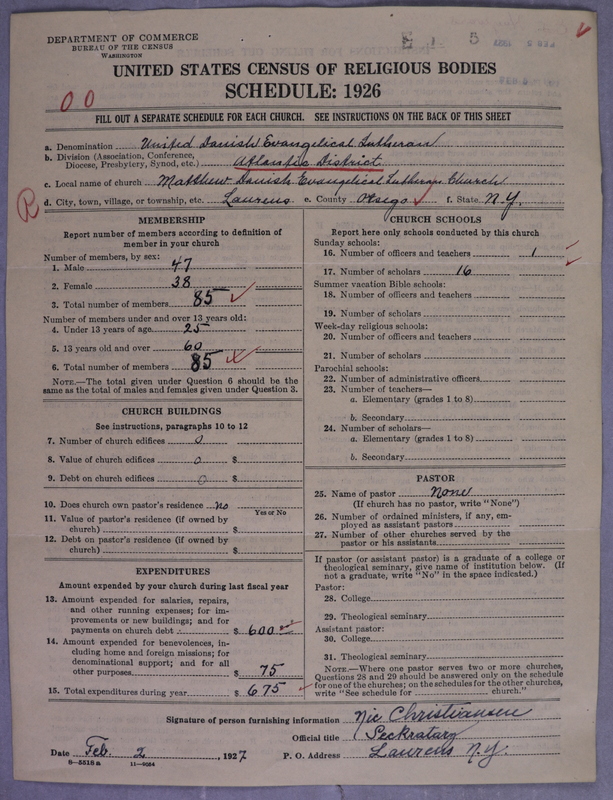 DEPARTMENT OF COMMERCE
BUREAU OF THE CENSUS
WASHINGTON
UNITED STATES CENSUS OF RELIGIOUS BODIES
SCHEDULE: 1926
00
FILL OUT A SEPARATE SCHEDULE FOR EACH CHURCH. SEE INSTRUCTIONS ON THE BACK OF THIS SHEET
a. Denomination United Danish Evangelical Lutheran
b. Division (Association, Conference, Diocese, Presbytery, Synod, etc.) Atlantic District
c. Local name of church Matthew Danish Evangelical Lutheran Church
R
d. City, town, village, or township, etc. Laurens e. County Otsego f. State N.Y.
MEMBERSHIP
Report number of members according to definition of
member in your church
Number of members, by sex:
1. Male 47
2. Female 38
3. Total number of members 85
Number of members under and over 13 years old:
4. Under 13 years of age 25
5. 13 years old and over 60
6. Total number of members 85
NOTE.—The total given under Question 6 should be the
same as the total of males and females given under Question 3.
CHURCH BUILDINGS
See instructions, paragraphs 10 to 12
7. Number of church edifices 0
8. Value of church edifices 0 $
9. Debt on church edifices 0 $
10. Does church own pastor's residence no
Yes or No
11. Value of pastor's residence (if owned by
church) $
12. Debt on pastor's residence (if owned by
church) $
EXPENDITURES
Amount expended by your church during last fiscal year
13. Amount expended for salaries, repairs,
and other running expenses; for im-
provements or new buildings; and for
payments on church debt $ 600
14. Amount expended for benevolences, in-
cluding home and foreign missions; for
denominational support; and for all
other purposes $ 75
15. Total expenditures during year $ 675
CHURCH SCHOOLS
Report here only schools conducted by this church
Sunday schools:
16. Number of officers and teachers 1
17. Number of scholars 16
Summer vacation Bible schools:
18. Number of officers and teachers
19. Number of scholars
Week-day religious schools:
20. Number of officers and teachers
21. Number of scholars
Parochial schools:
22. Number of administrative officers
23. Number of teachers—
a. Elementary (grades 1 to 8)
b. Secondary
24. Number of scholars—
a. Elementary (grades 1 to 8)
b. Secondary
PASTOR
25. Name of pastor None
(If church has no pastor, write "None")
26. Number of ordained ministers, if any, em-
ployed as assistant pastors
27. Number of other churches served by the
pastor or his assistants
If pastor (or assistant pastor) is a graduate of a college or
theological seminary, give name of institution below. (If
not a graduate, write "No" in the space indicated.)
Pastor:
28. College
29. Theological seminary
Assistant pastor:
30. College
31. Theological seminary
NOTE.—Where one pastor serves two or more churches,
Questions 28 and 29 should be answered only on the schedule
for one of the churches; on the schedules for the other churches,
write "See schedule for church."
Signature of person furnishing information Nic Christiansen
Official title Seckratary
Date Feb. 2, 1927 P. O. Address Laurens N.Y.
8—5518a 11—9054